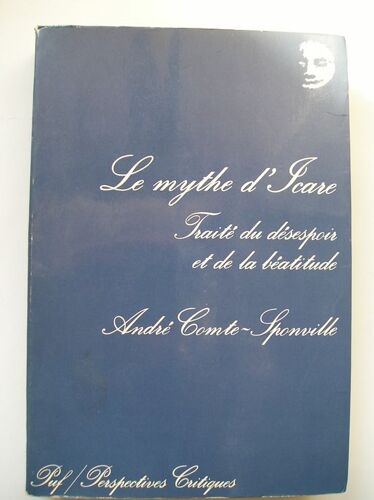 Le mythe d'Icare
Traité du désespoir
et de la béatitude
André Comte-Sponville
Puf / Perspectives Critiques